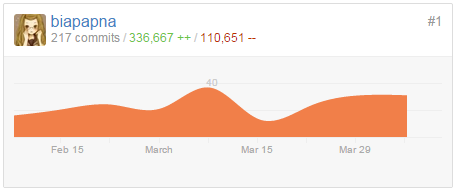 biapapna #1
217 commits / 336,667 ++ / 110,651 --
40
Feb 15 March Mar 15 Mar 29